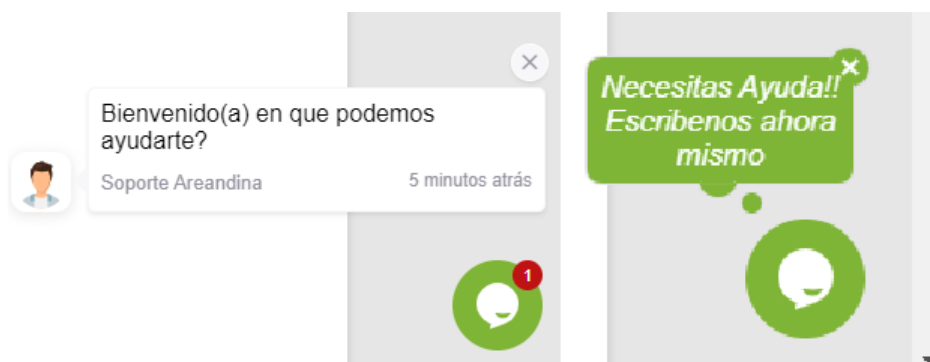 Bienvenido(a) en que podemos
ayudarte?
Soporte Areandina 5 minutos atrás
1
Necesitas Ayuda!!
Escribenos ahora
mismo